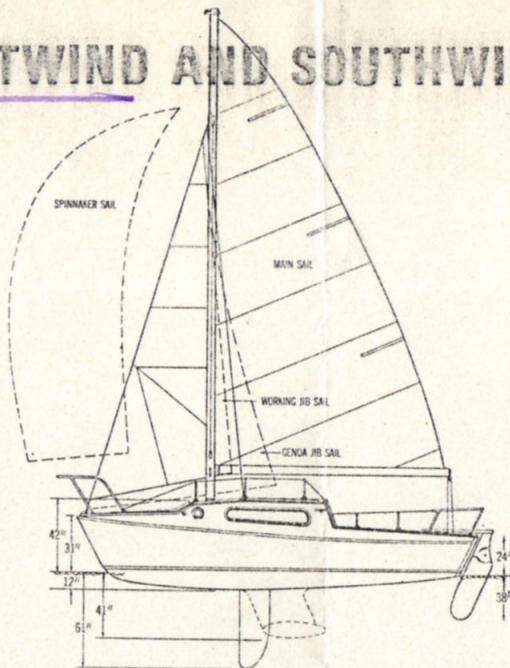 TWIND AND SOUTHWI
SPINNAKER SAIL
MAIN SAIL
WORKING JIB SAIL
GENOA JIB SAIL
42"
31"
12"
41"
61"
24"
38"